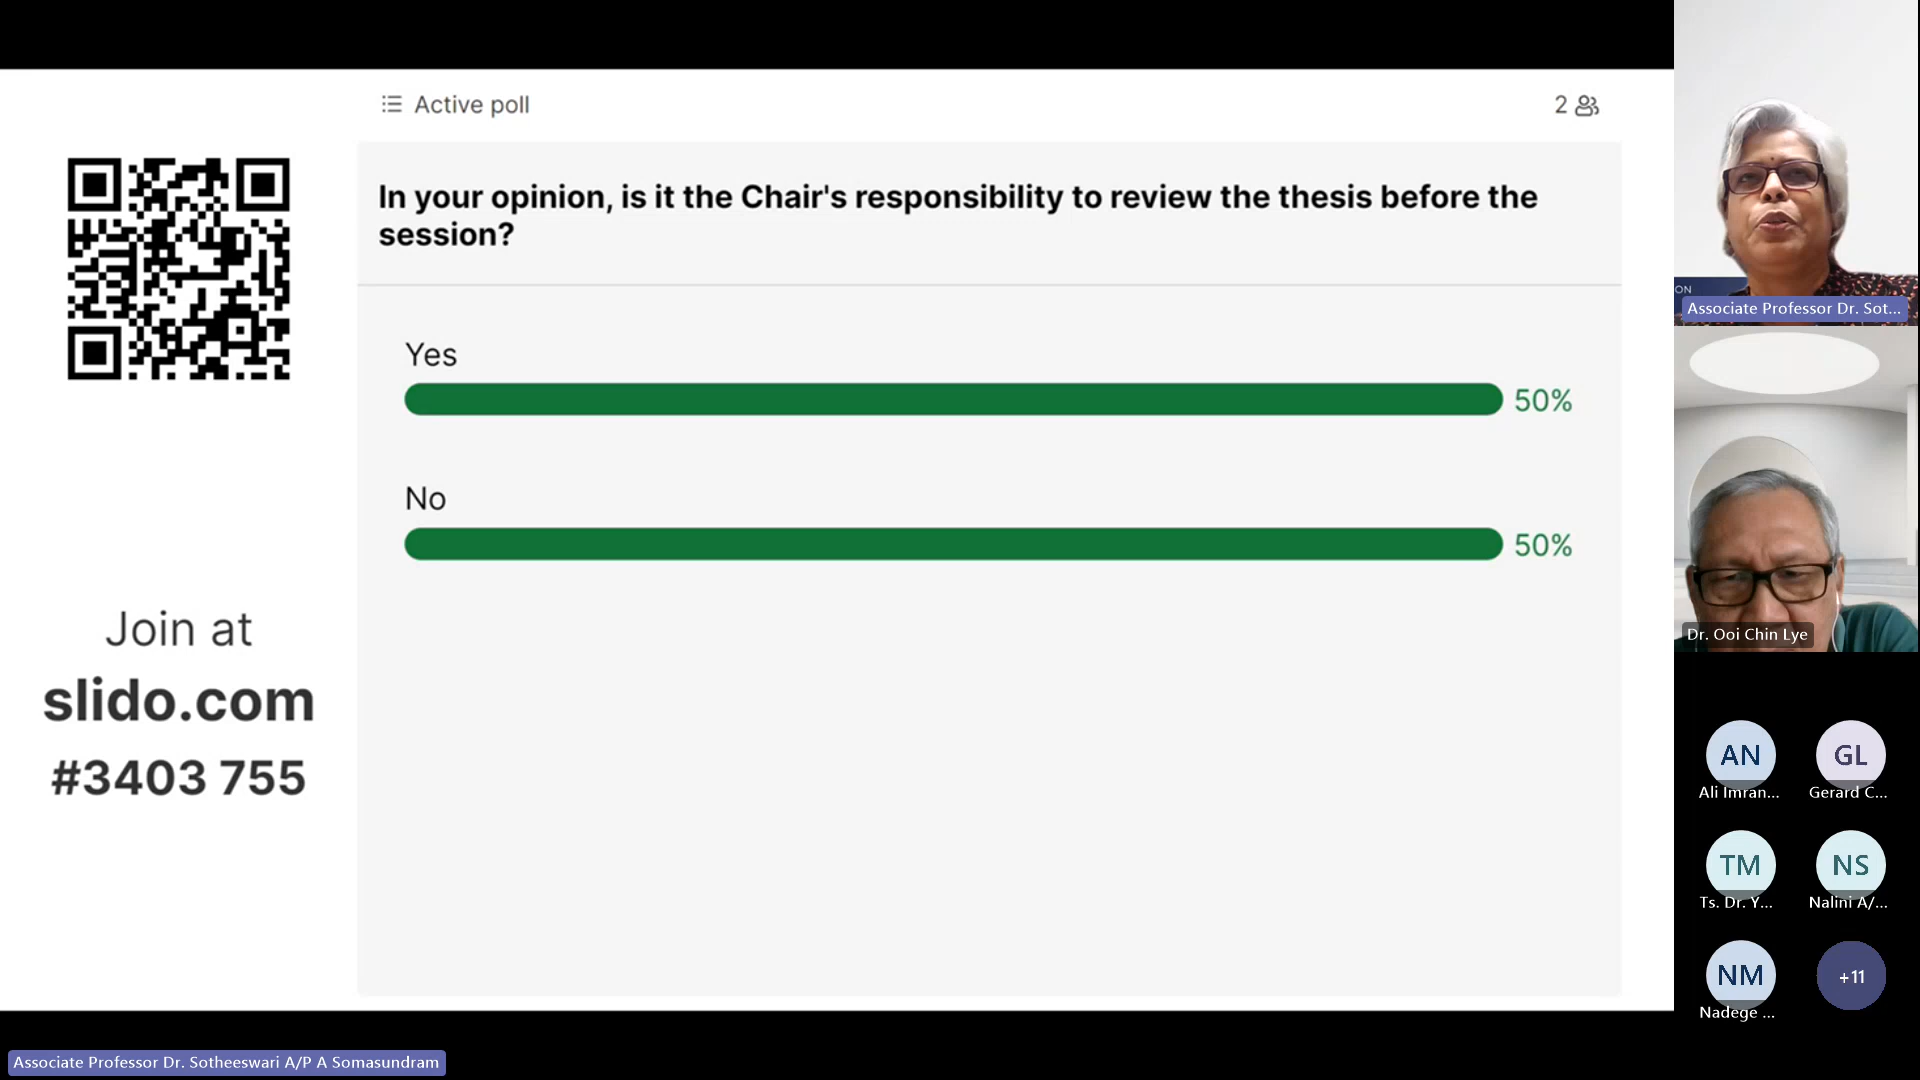 Active poll
2
In your opinion, is it the Chair's responsibility to review the thesis before the
session?
Yes
50%
No
50%
Join at
slido.com
#3403 755
ON
Associate Professor Dr. Sot...
Dr. Ooi Chin Lye
AN
Ali Imran...
GL
Gerard C...
TM
Ts. Dr. Y...
NS
Nalini A/...
NM
Nadege ...
+11
Associate Professor Dr. Sotheeswari A/P A Somasundram